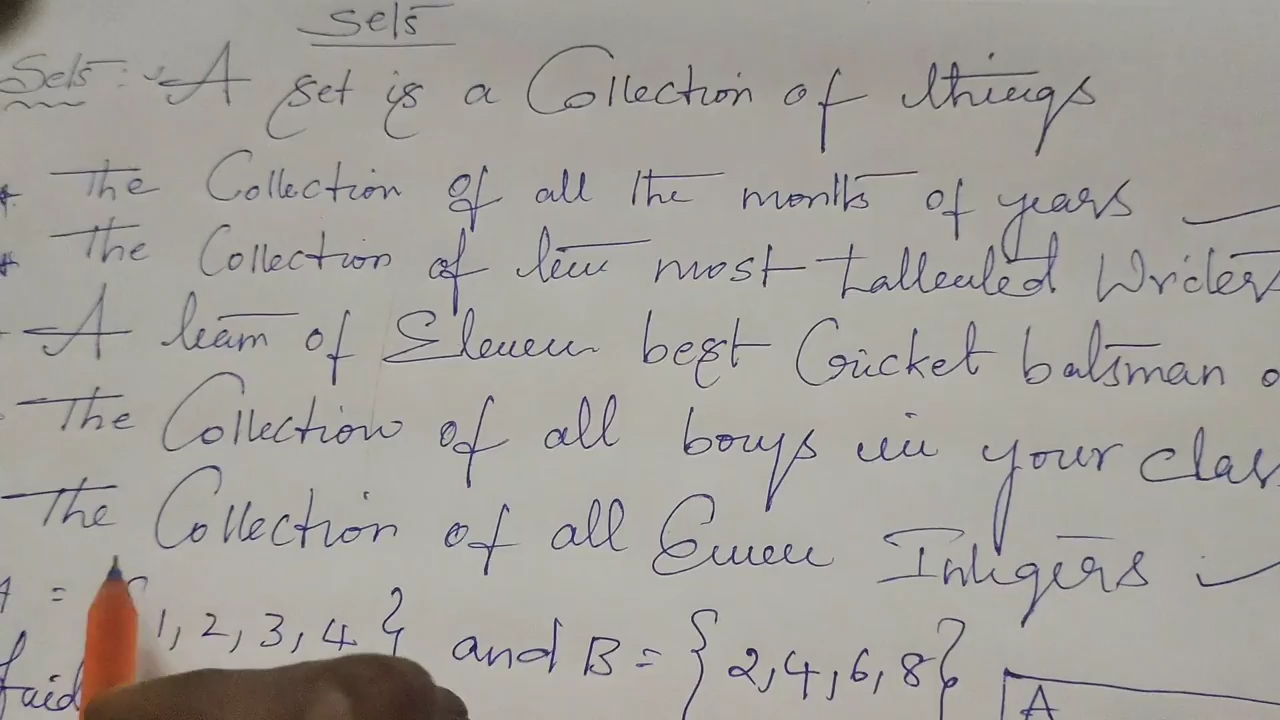 Sets
Sets : A set is a Collection of things
* The Collection of all the months of years
* The Collection of ten most tallented Writers
A team of Eleven best Cricket batsman
The Collection of all boys in your clas
The Collection of all Even Integers
A = { 1, 2, 3, 4 } and B = { 2, 4, 6, 8 }
A